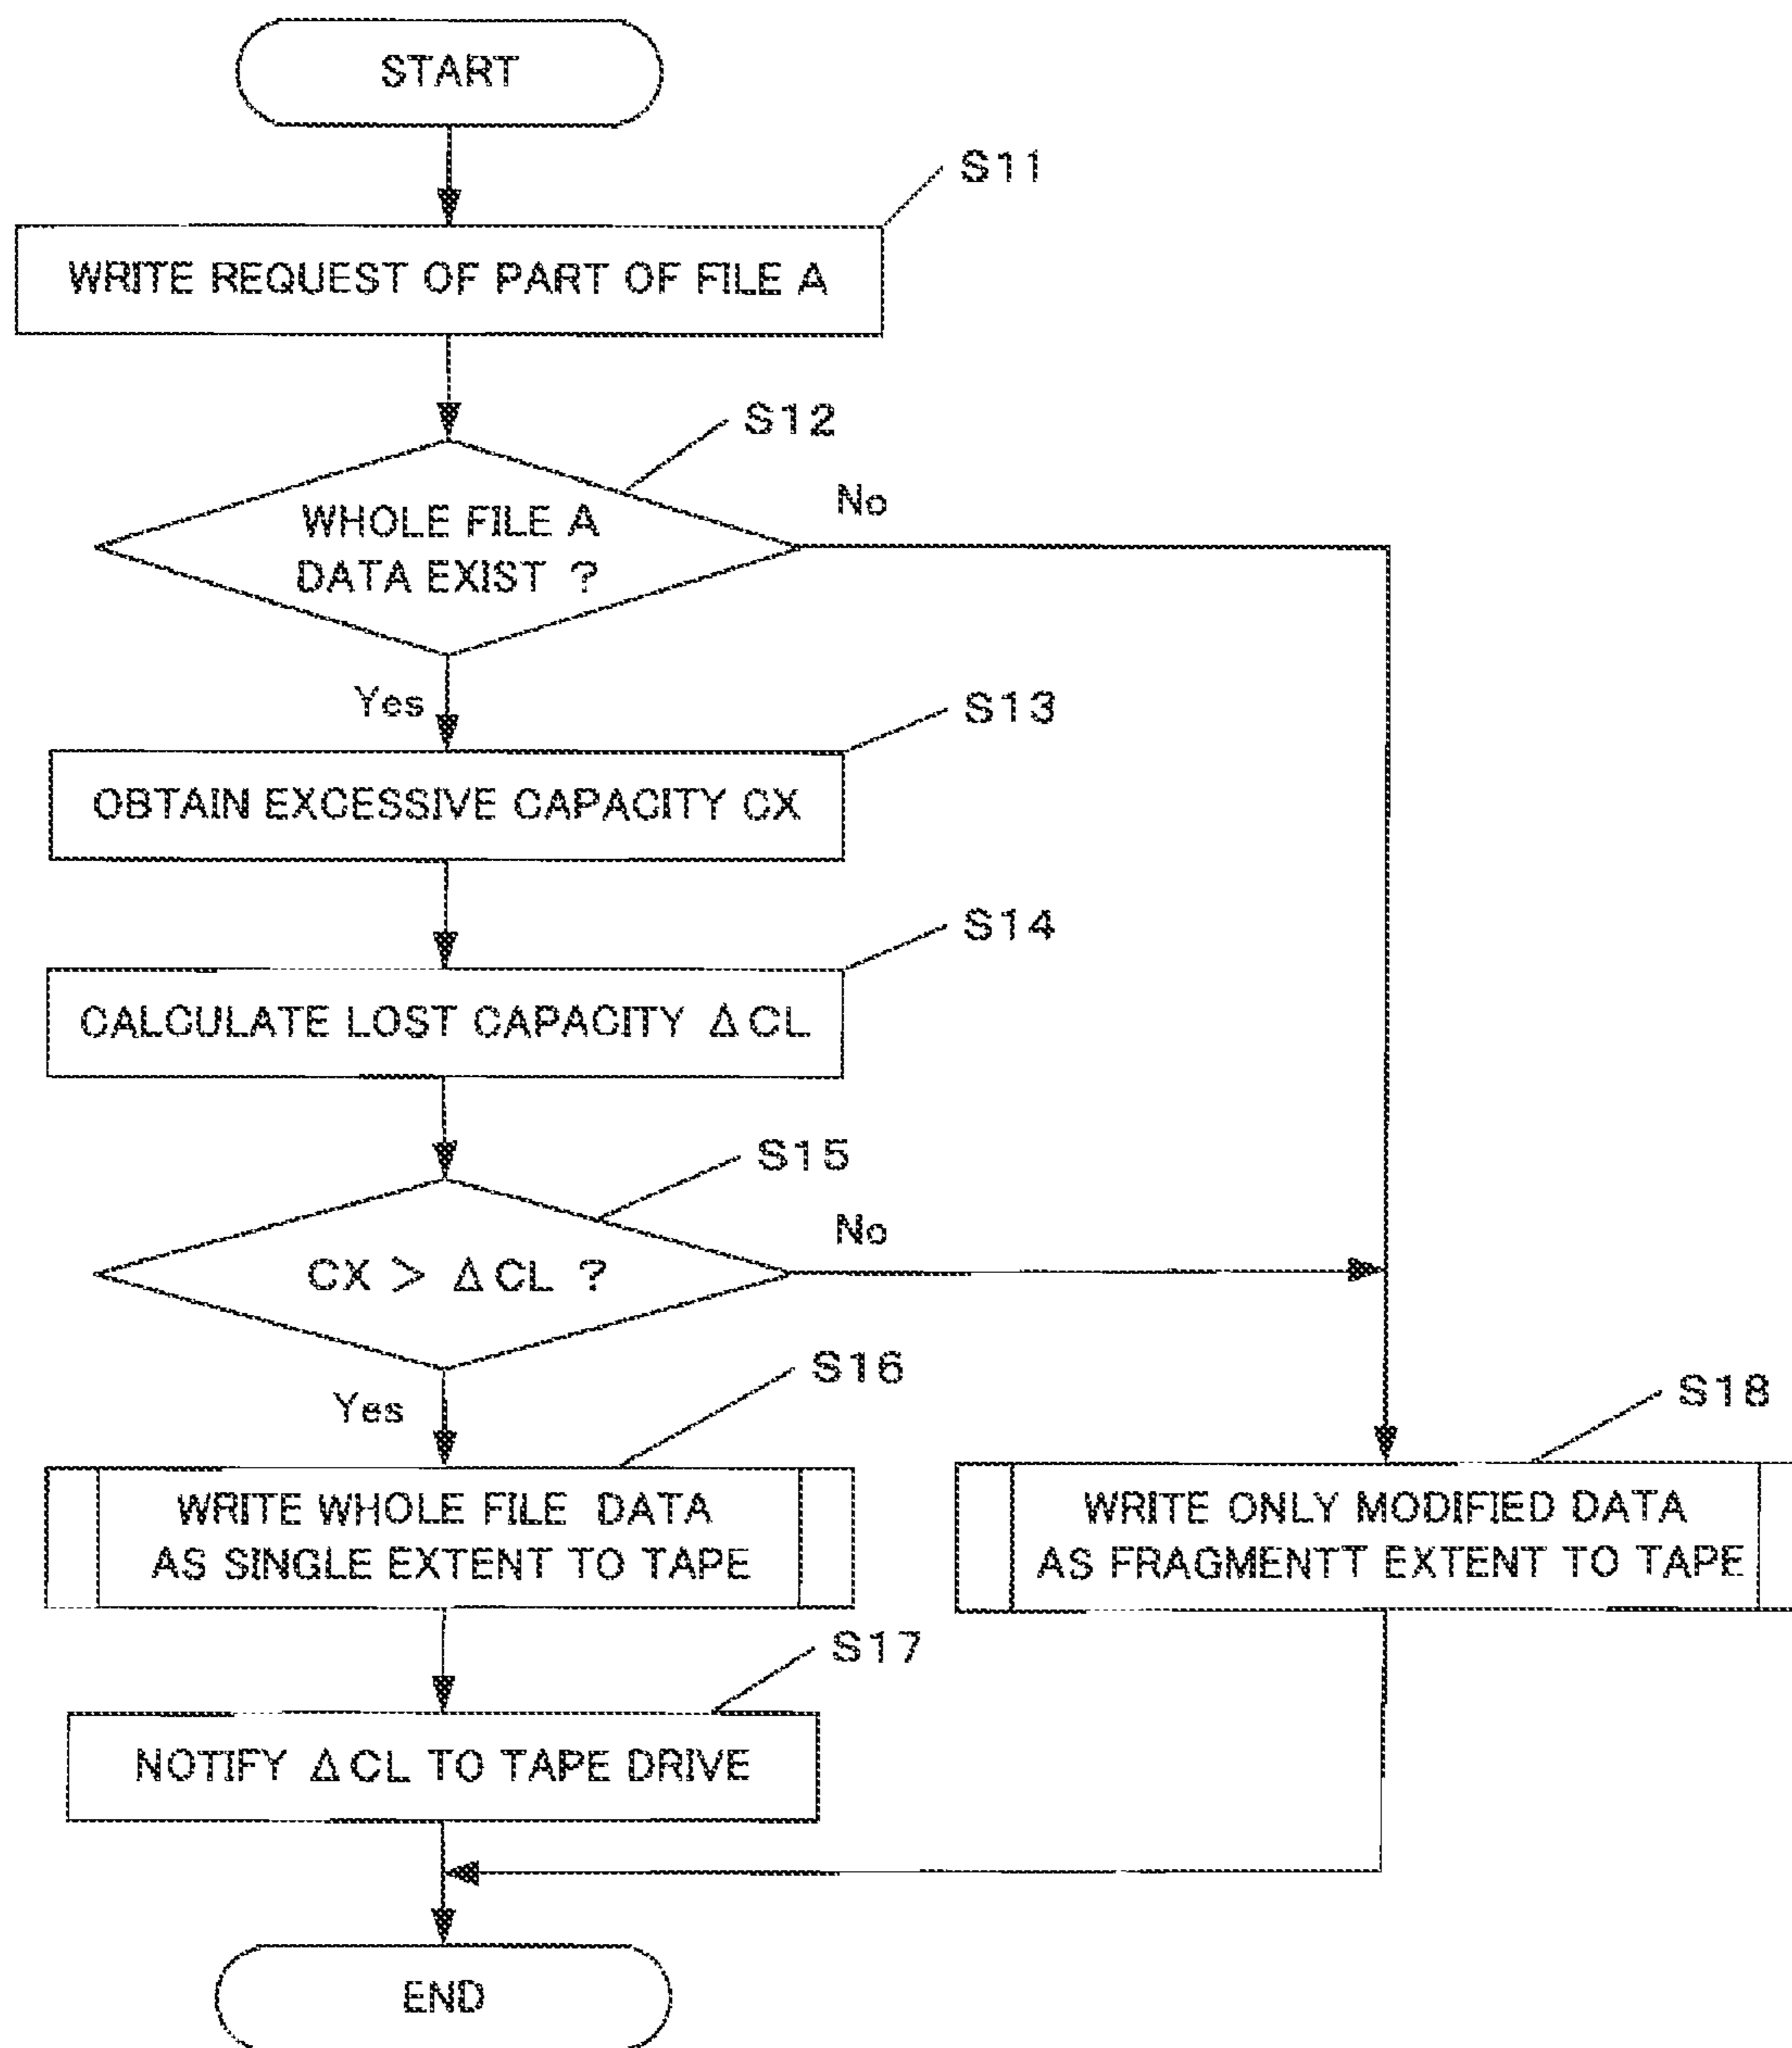 START
S11
WRITE REQUEST OF PART OF FILE A
S12
WHOLE FILE A
DATA EXIST ?
No
Yes
S13
OBTAIN EXCESSIVE CAPACITY CX
S14
CALCULATE LOST CAPACITY ΔCL
S15
CX > ΔCL ?
No
Yes
S16
WRITE WHOLE FILE DATA
AS SINGLE EXTENT TO TAPE
S18
WRITE ONLY MODIFIED DATA
AS FRAGMENTT EXTENT TO TAPE
S17
NOTIFY ΔCL TO TAPE DRIVE
END